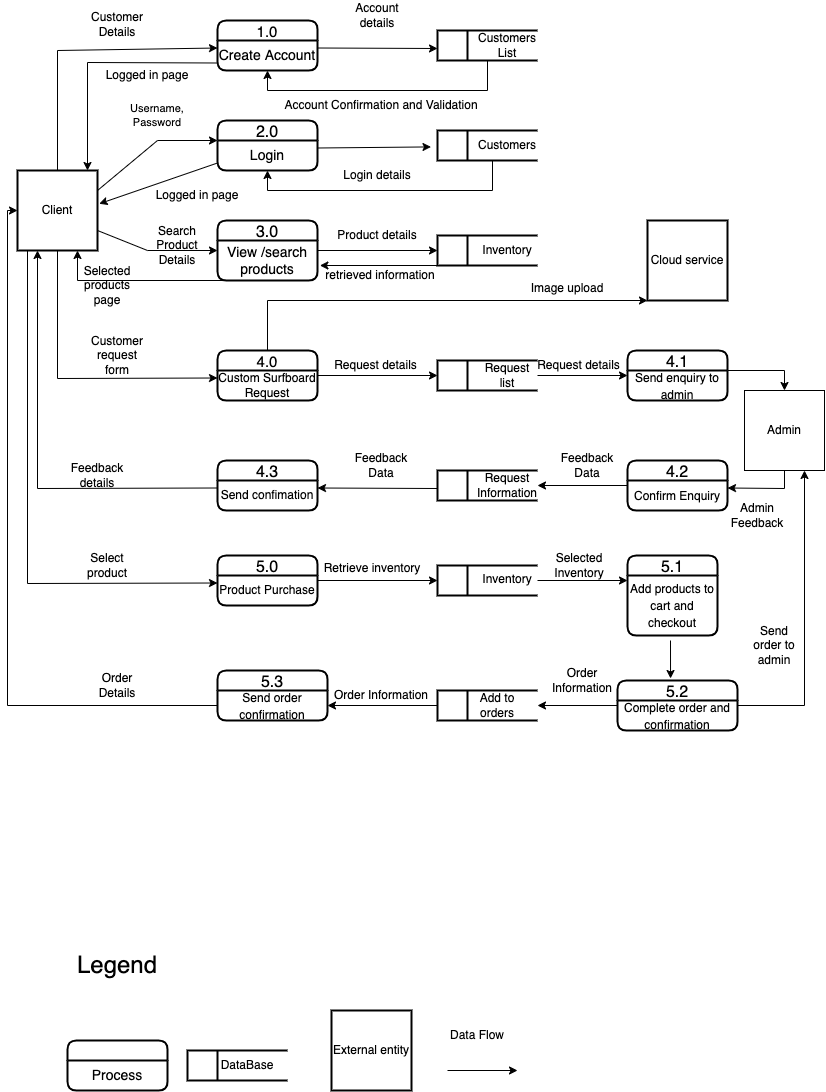 Customer
Details
Account
details
1.0
Create Account
Customers
List
Logged in page
Account Confirmation and Validation
Username,
Password
2.0
Login
Customers
Login details
Logged in page
Client
Search
Product
Details
3.0
View /search
products
Product details
Inventory
retrieved information
Selected
products
page
Cloud service
Image upload
Customer
request
form
4.0
Custom Surfboard
Request
Request details
Request
list
Request details
4.1
Send enquiry to
admin
Admin
Feedback
details
4.3
Send confimation
Feedback
Data
Request
Information
Feedback
Data
4.2
Confirm Enquiry
Admin
Feedback
Select
product
5.0
Product Purchase
Retrieve inventory
Inventory
Selected
Inventory
5.1
Add products to
cart and
checkout
Send
order to
admin
Order
Details
5.3
Send order
confirmation
Order Information
Add to
orders
Order
Information
5.2
Complete order and
confirmation
Legend
Process
DataBase
External entity
Data Flow